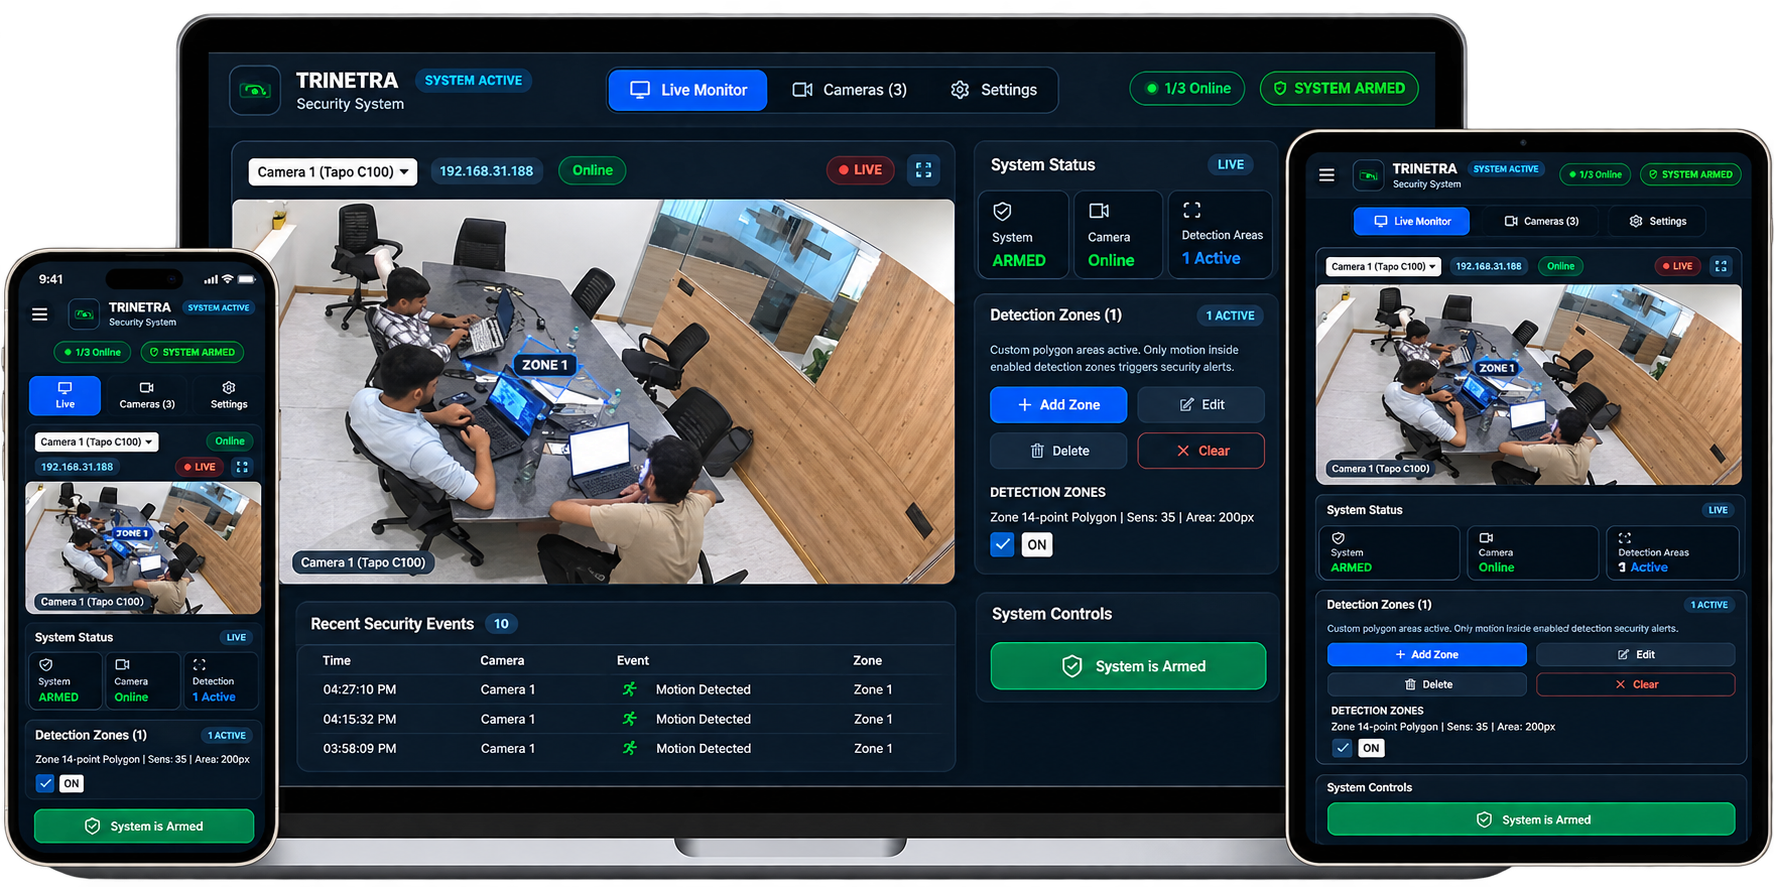 TRINETRA
SYSTEM ACTIVE
Security System
Live Monitor
Cameras (3)
Settings
1/3 Online
SYSTEM ARMED
Camera 1 (Tapo C100)
192.168.31.188
Online
LIVE
ZONE 1
Camera 1 (Tapo C100)
System Status
LIVE
System
ARMED
Camera
Online
Detection Areas
1 Active
Detection Zones (1)
1 ACTIVE
Custom polygon areas active. Only motion inside
enabled detection zones triggers security alerts.
Add Zone
Edit
Delete
Clear
DETECTION ZONES
Zone 14-point Polygon | Sens: 35 | Area: 200px
ON
System Controls
System is Armed
Recent Security Events
10
Time Camera Event Zone
04:27:10 PM Camera 1 Motion Detected Zone 1
04:15:32 PM Camera 1 Motion Detected Zone 1
03:58:09 PM Camera 1 Motion Detected Zone 1
9:41
TRINETRA
SYSTEM ACTIVE
Security System
1/3 Online
SYSTEM ARMED
Live
Cameras (3)
Settings
Camera 1 (Tapo C100)
Online
192.168.31.188
LIVE
ZONE 1
Camera 1 (Tapo C100)
System Status
LIVE
System
ARMED
Camera
Online
Detection
1 Active
Detection Zones (1)
1 ACTIVE
Zone 14-point Polygon | Sens: 35 | Area: 200px
ON
System is Armed
TRINETRA
SYSTEM ACTIVE
Security System
1/3 Online
SYSTEM ARMED
Live Monitor
Cameras (3)
Settings
Camera 1 (Tapo C100)
192.168.31.188
Online
LIVE
ZONE 1
Camera 1 (Tapo C100)
System Status
LIVE
System
ARMED
Camera
Online
Detection Areas
3 Active
Detection Zones (1)
1 ACTIVE
Custom polygon areas active. Only motion inside enabled detection security alerts.
Add Zone
Edit
Delete
Clear
DETECTION ZONES
Zone 14-point Polygon | Sens: 35 | Area: 200px
ON
System Controls
System is Armed